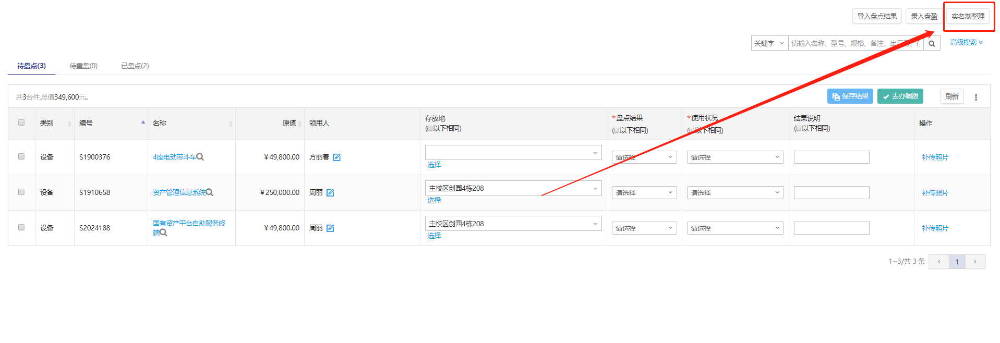 导入盘点结果 录入盘盈 实名制整理
关键字 请输入名称、型号、规格、备注、出厂号、存 高级搜索
待盘点(3) 待重盘(0) 已盘点(2)
共3台件,总值349,600元。 保存结果 去办调拨 刷新
类别 编号 名称 原值 领用人 存放地 *盘点结果 *使用状况 结果说明 操作
(以下相同) (以下相同) (以下相同) (以下相同)
设备 S1900376 4座电动带斗车 ￥49,800.00 方丽春 请选择 请选择 补传照片
选择
设备 S1910658 资产管理信息系统 ￥250,000.00 周丽 主校区创园4栋208 请选择 请选择 补传照片
选择
设备 S2024188 国有资产平台自助服务终 ￥49,800.00 周丽 主校区创园4栋208 请选择 请选择 补传照片
端 选择
1~3/共 3 条 1